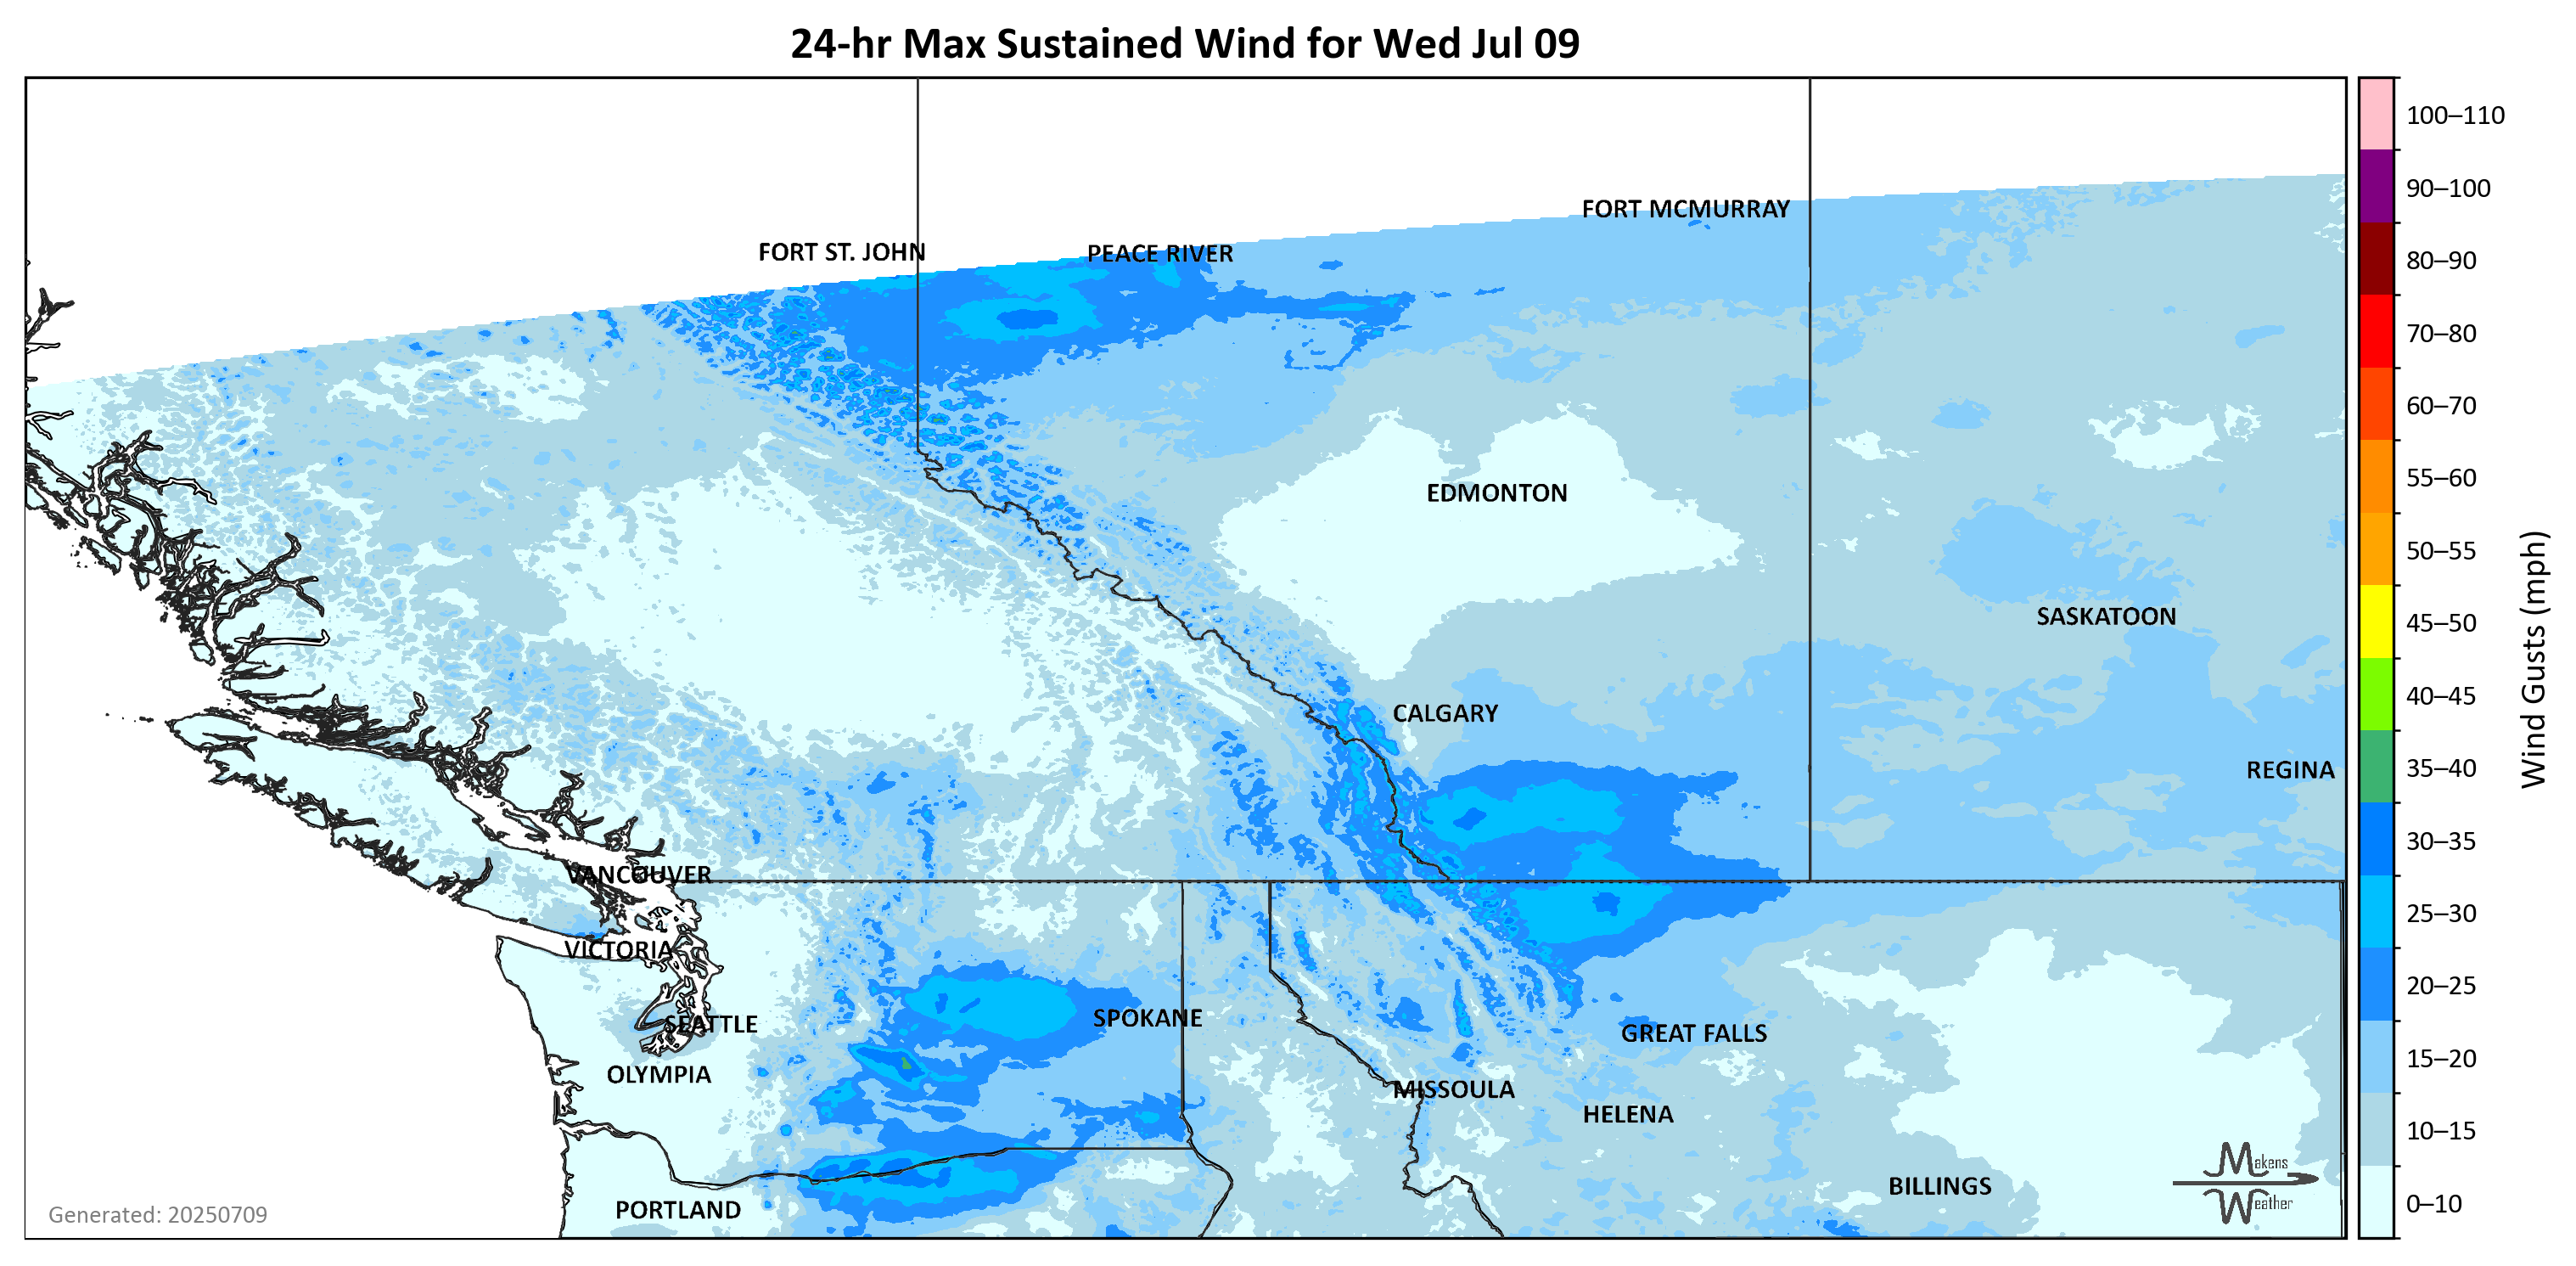 24-hr Max Sustained Wind for Wed Jul 09
100–110
90–100
80–90
70–80
60–70
55–60
50–55
45–50
40–45
35–40
30–35
25–30
20–25
15–20
10–15
0–10
Wind Gusts (mph)
FORT MCMURRAY
FORT ST. JOHN
PEACE RIVER
EDMONTON
SASKATOON
CALGARY
REGINA
VANCOUVER
VICTORIA
SEATTLE
SPOKANE
GREAT FALLS
OLYMPIA
MISSOULA
HELENA
BILLINGS
PORTLAND
Makens
Weather
Generated: 20250709